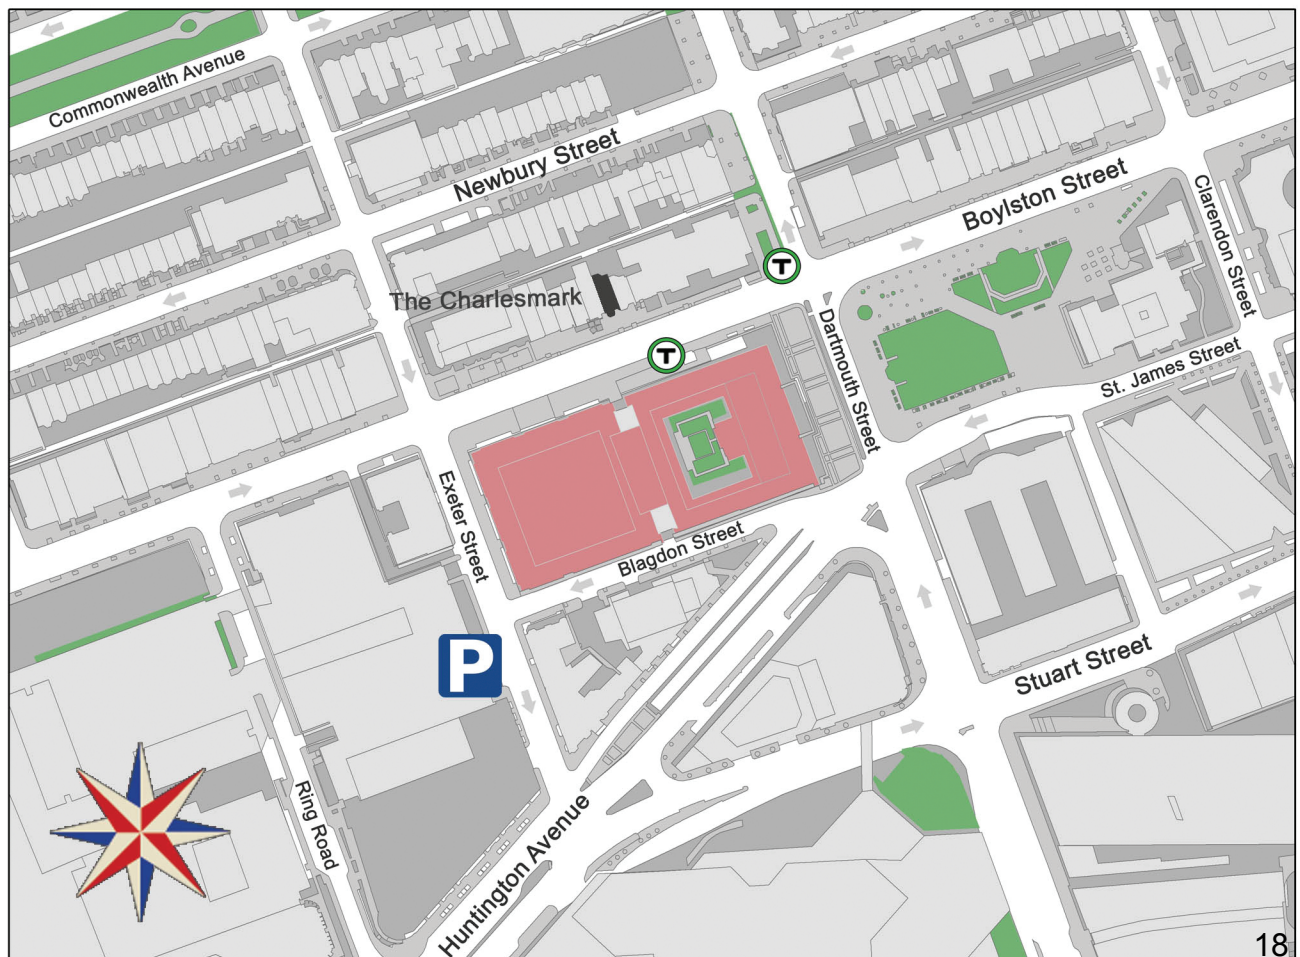 Commonwealth Avenue
Newbury Street
Boylston Street
Clarendon Street
The Charlesmark
T
T
Dartmouth Street
St. James Street
Exeter Street
Blagdon Street
P
Stuart Street
Ring Road
Huntington Avenue
18